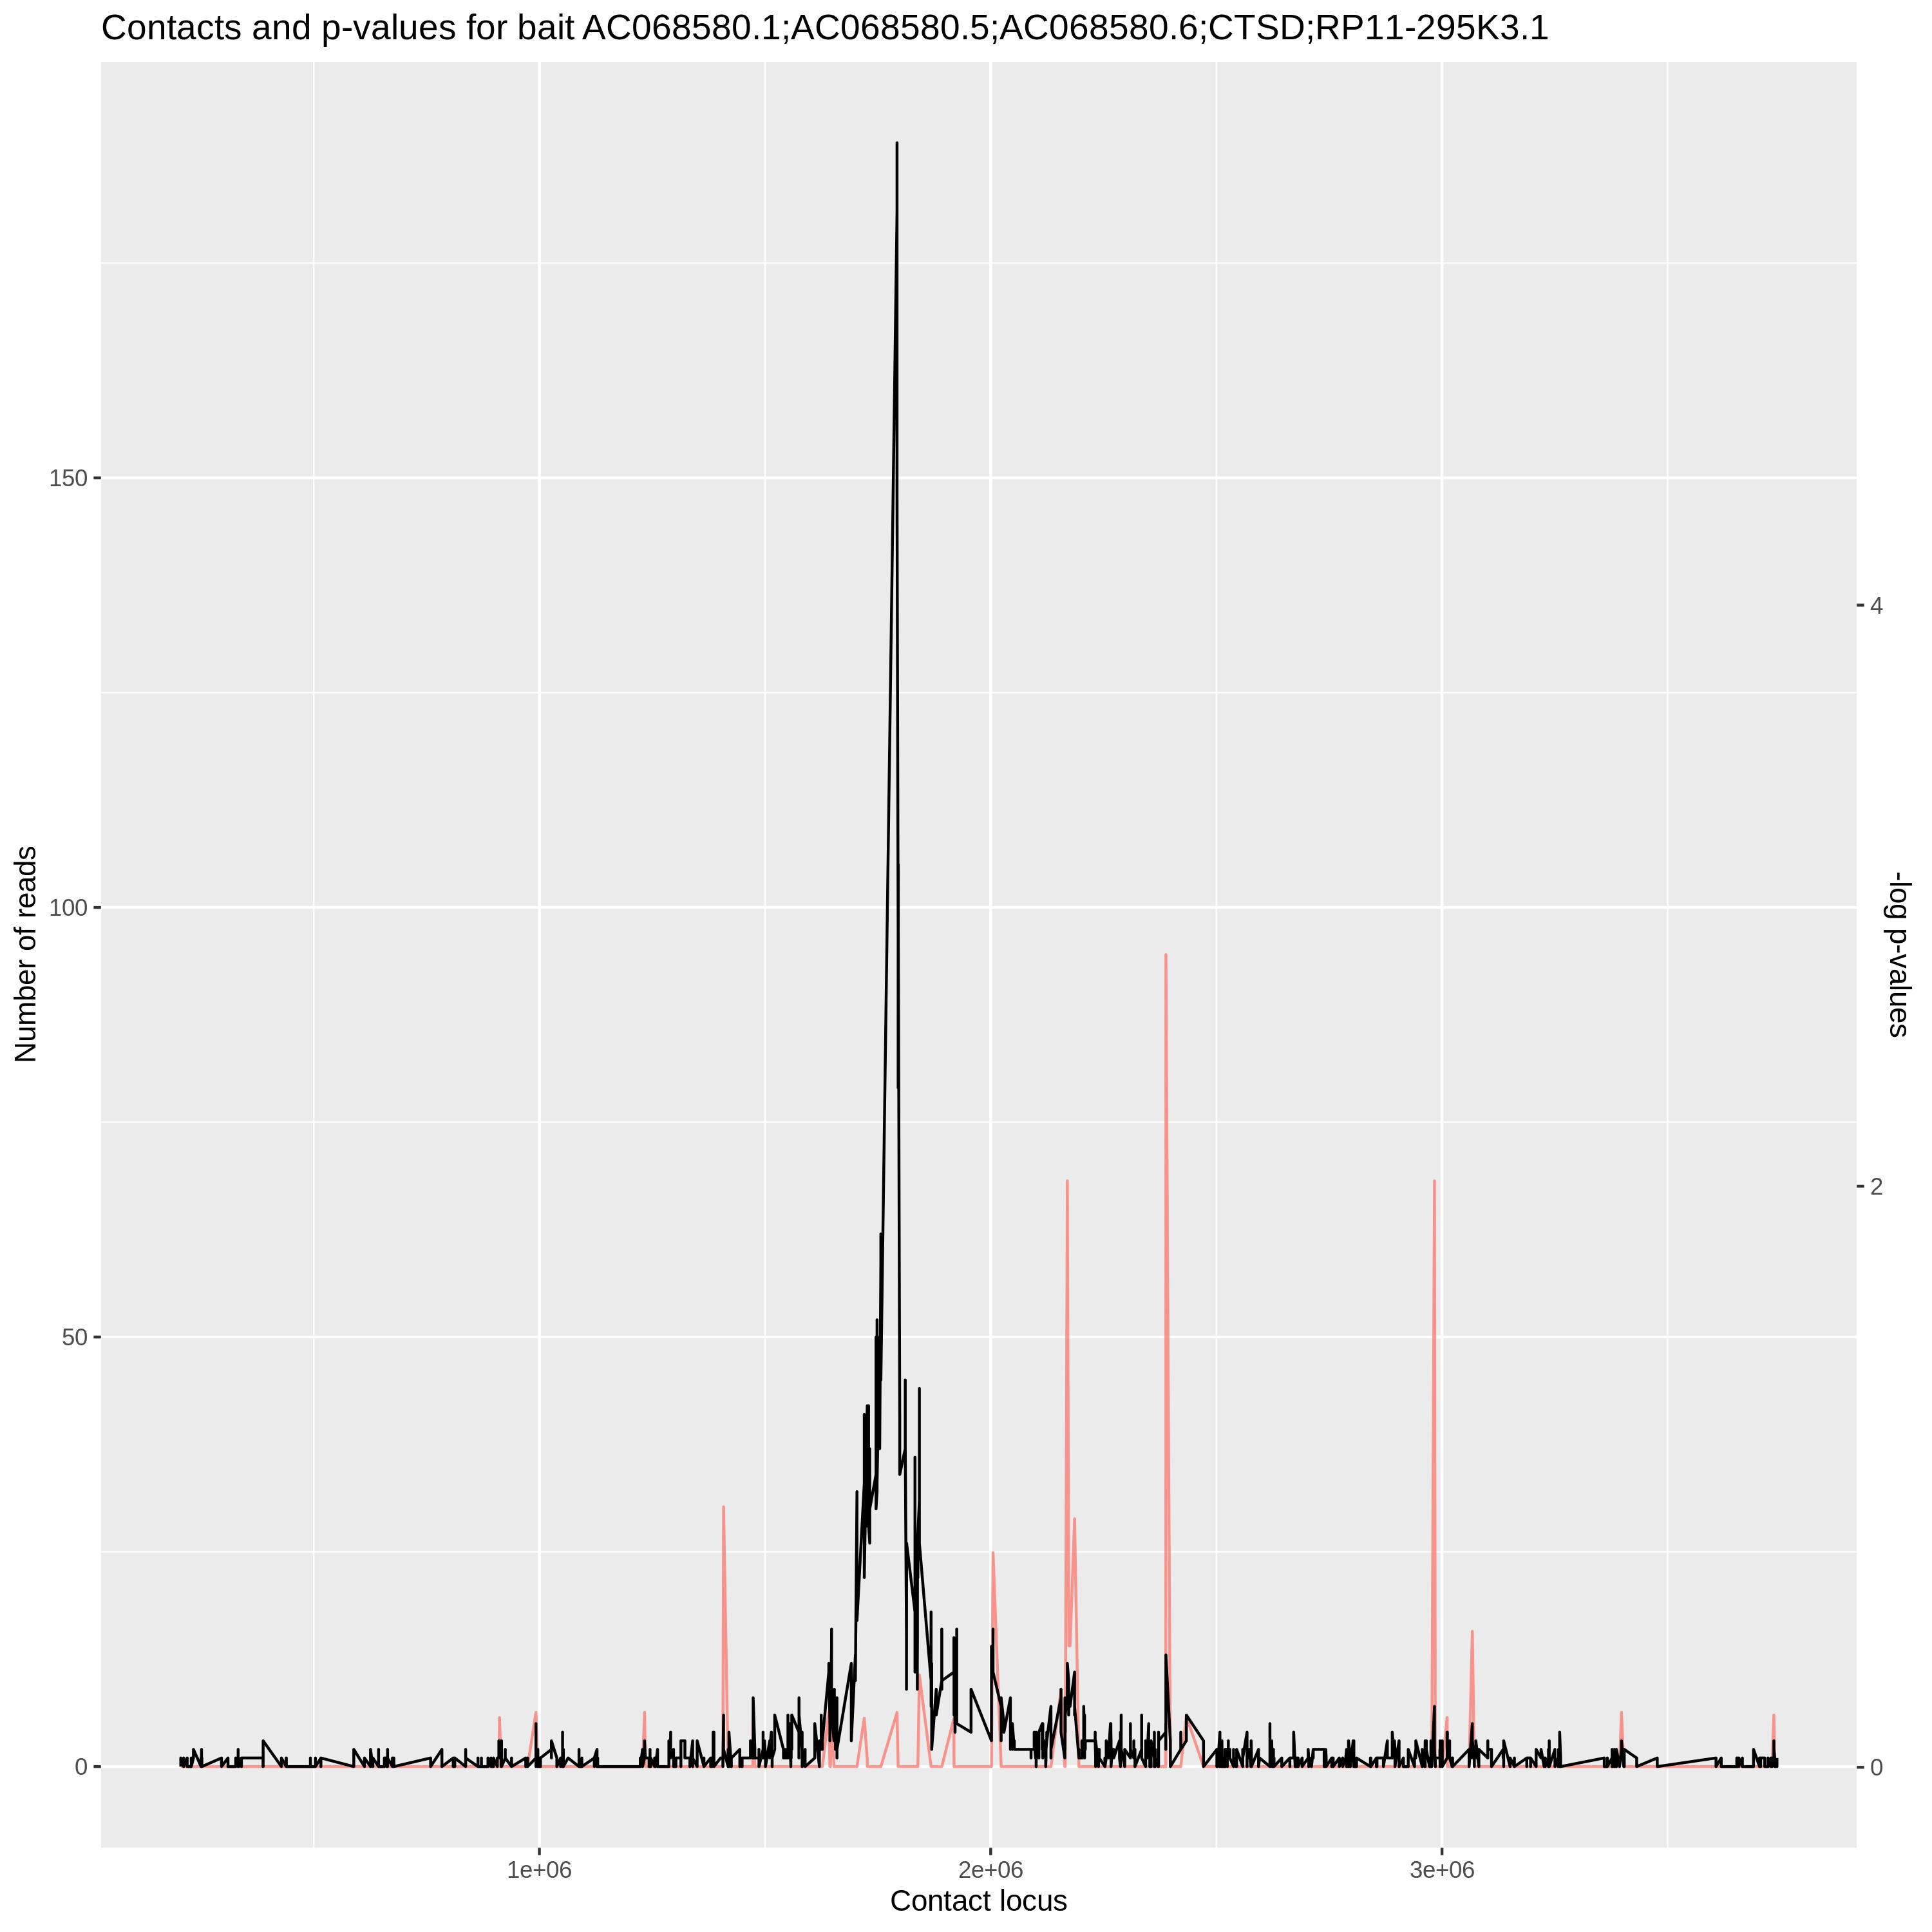 Contacts and p-values for bait AC068580.1;AC068580.5;AC068580.6;CTSD;RP11-295K3.1
Number of reads
150
100
50
0
4
2
0
-log p-values
1e+06
2e+06
3e+06
Contact locus